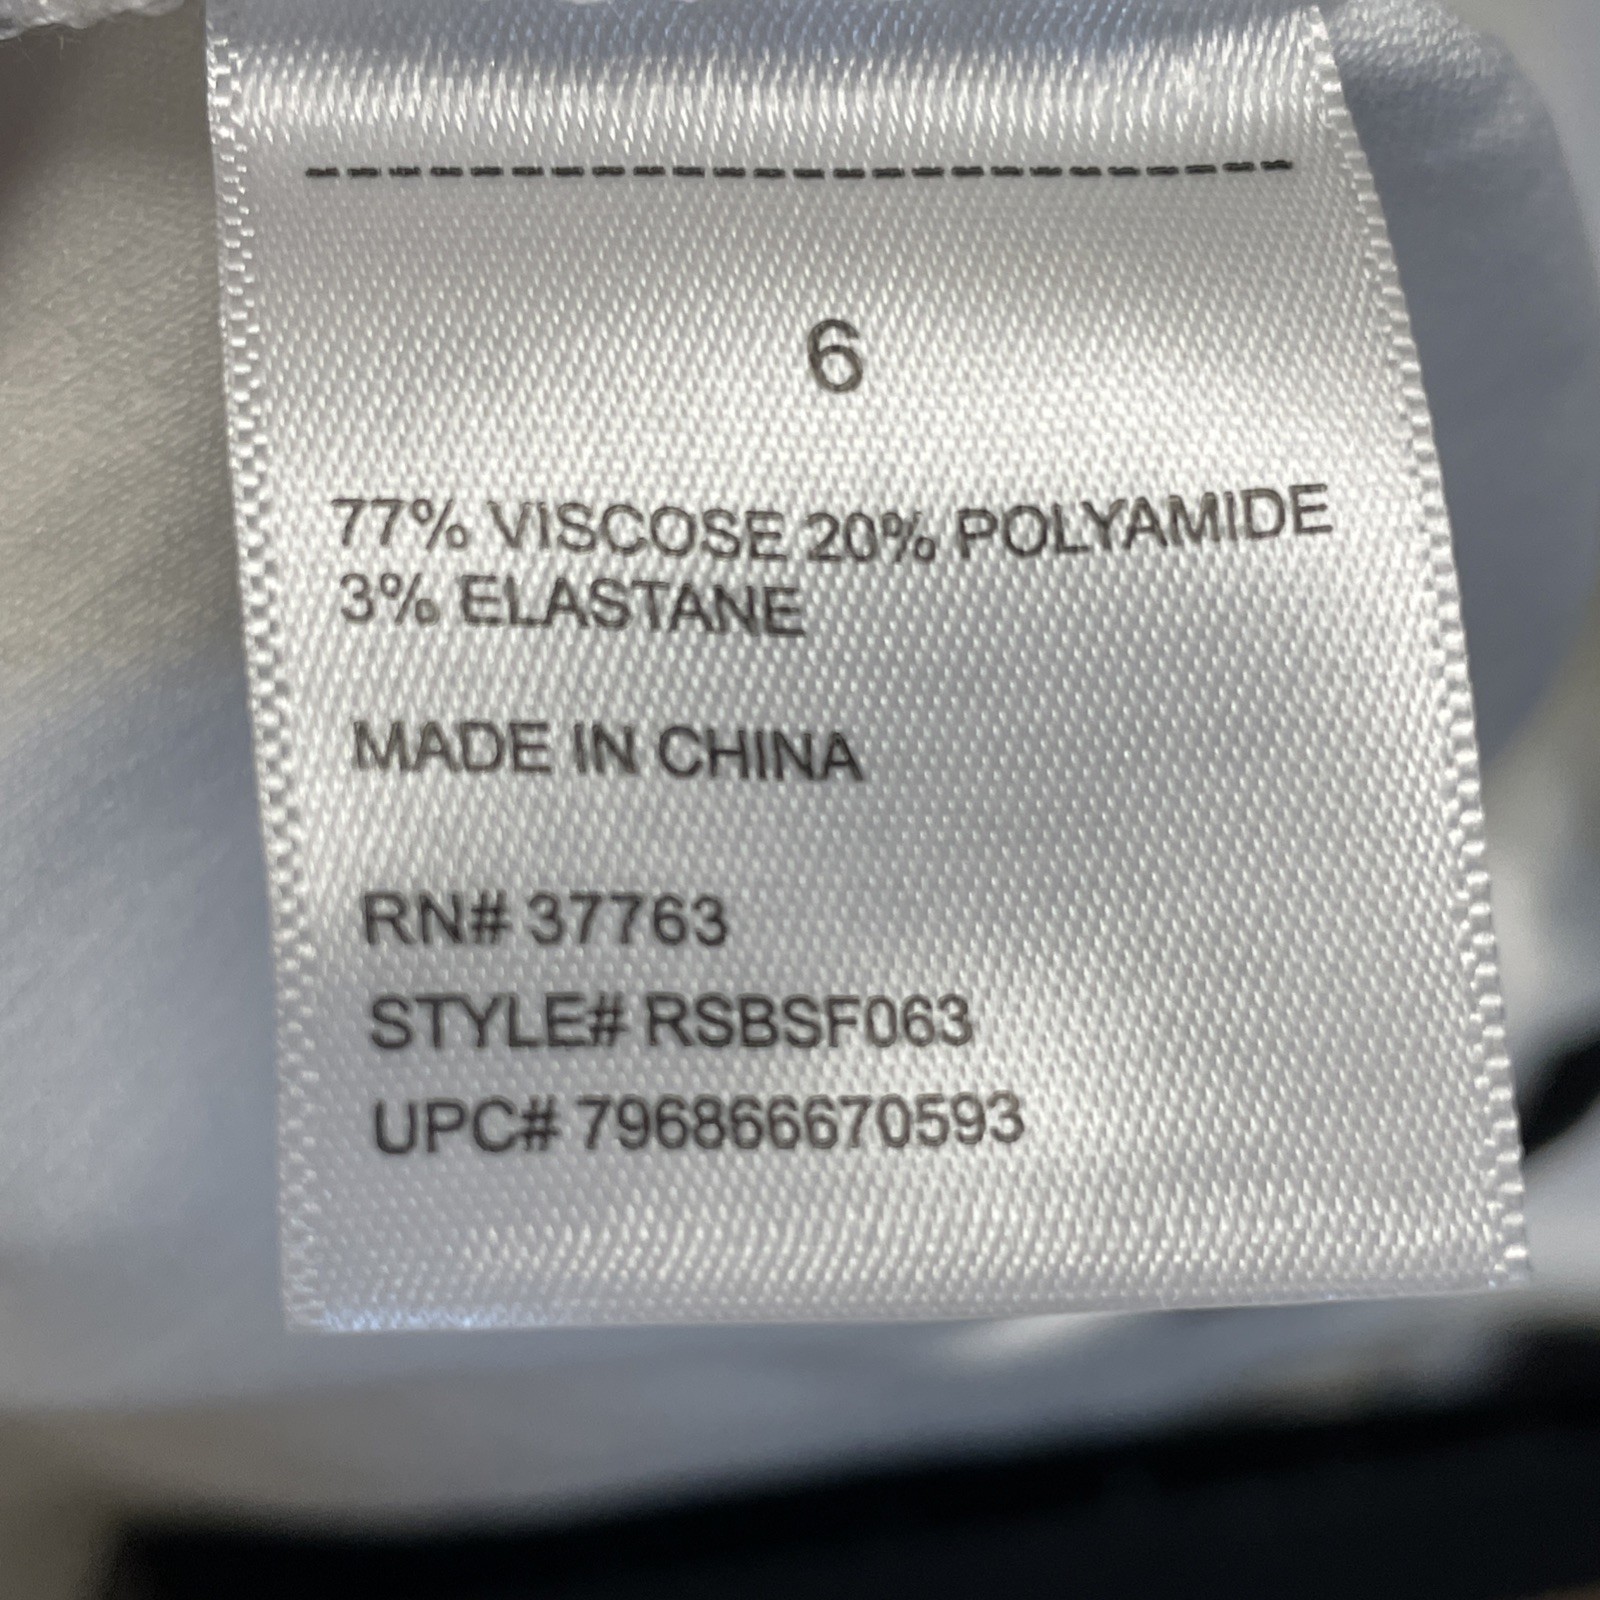 6
77% VISCOSE 20% POLYAMIDE
3% ELASTANE
MADE IN CHINA
RN# 37763
STYLE# RSBSF063
UPC# 796866670593